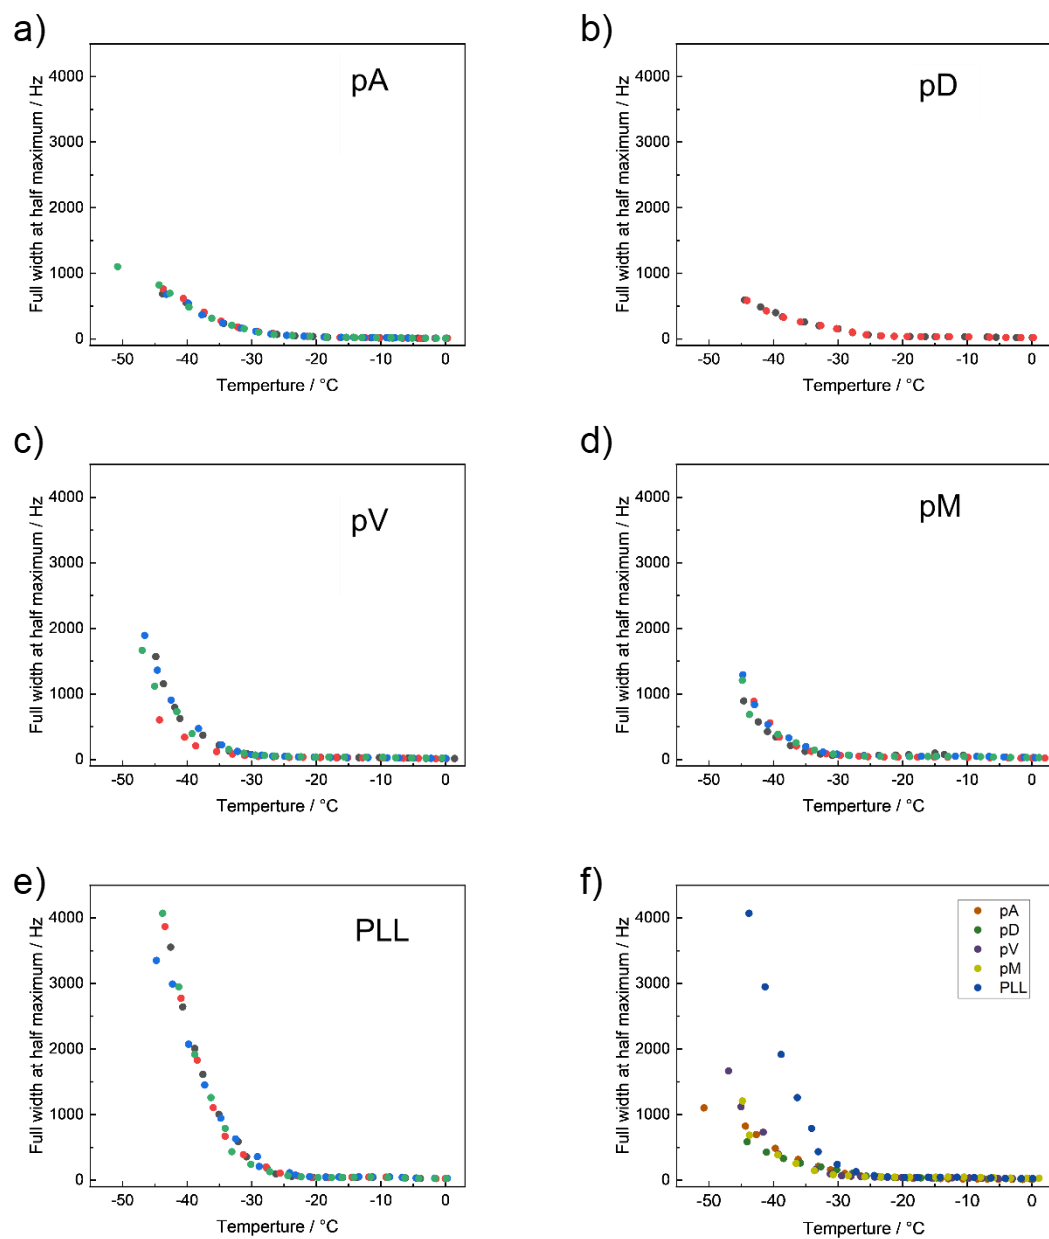 a)
pA
Full width at half maximum / Hz
4000
3000
2000
1000
0
-50 -40 -30 -20 -10 0
Temperture / °C
b)
pD
Full width at half maximum / Hz
4000
3000
2000
1000
0
-50 -40 -30 -20 -10 0
Temperture / °C
c)
pV
Full width at half maximum / Hz
4000
3000
2000
1000
0
-50 -40 -30 -20 -10 0
Temperture / °C
d)
pM
Full width at half maximum / Hz
4000
3000
2000
1000
0
-50 -40 -30 -20 -10 0
Temperture / °C
e)
PLL
Full width at half maximum / Hz
4000
3000
2000
1000
0
-50 -40 -30 -20 -10 0
Temperture / °C
f)
pA
pD
pV
pM
PLL
Full width at half maximum / Hz
4000
3000
2000
1000
0
-50 -40 -30 -20 -10 0
Temperture / °C